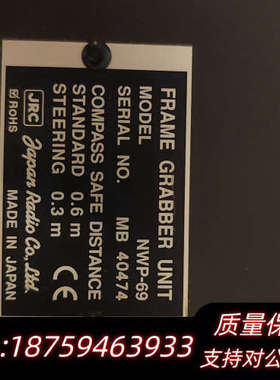 FRAME GRABBER UNIT
MODEL NWP-69
SERIAL NO. MB 40474
COMPASS SAFE DISTANCE
STANDARD 0.6 m
STEERING 0.3 m
CE
JRC Japan Radio Co., Ltd.
RoHS MADE IN JAPAN
质量保
:18759463933
支持对公